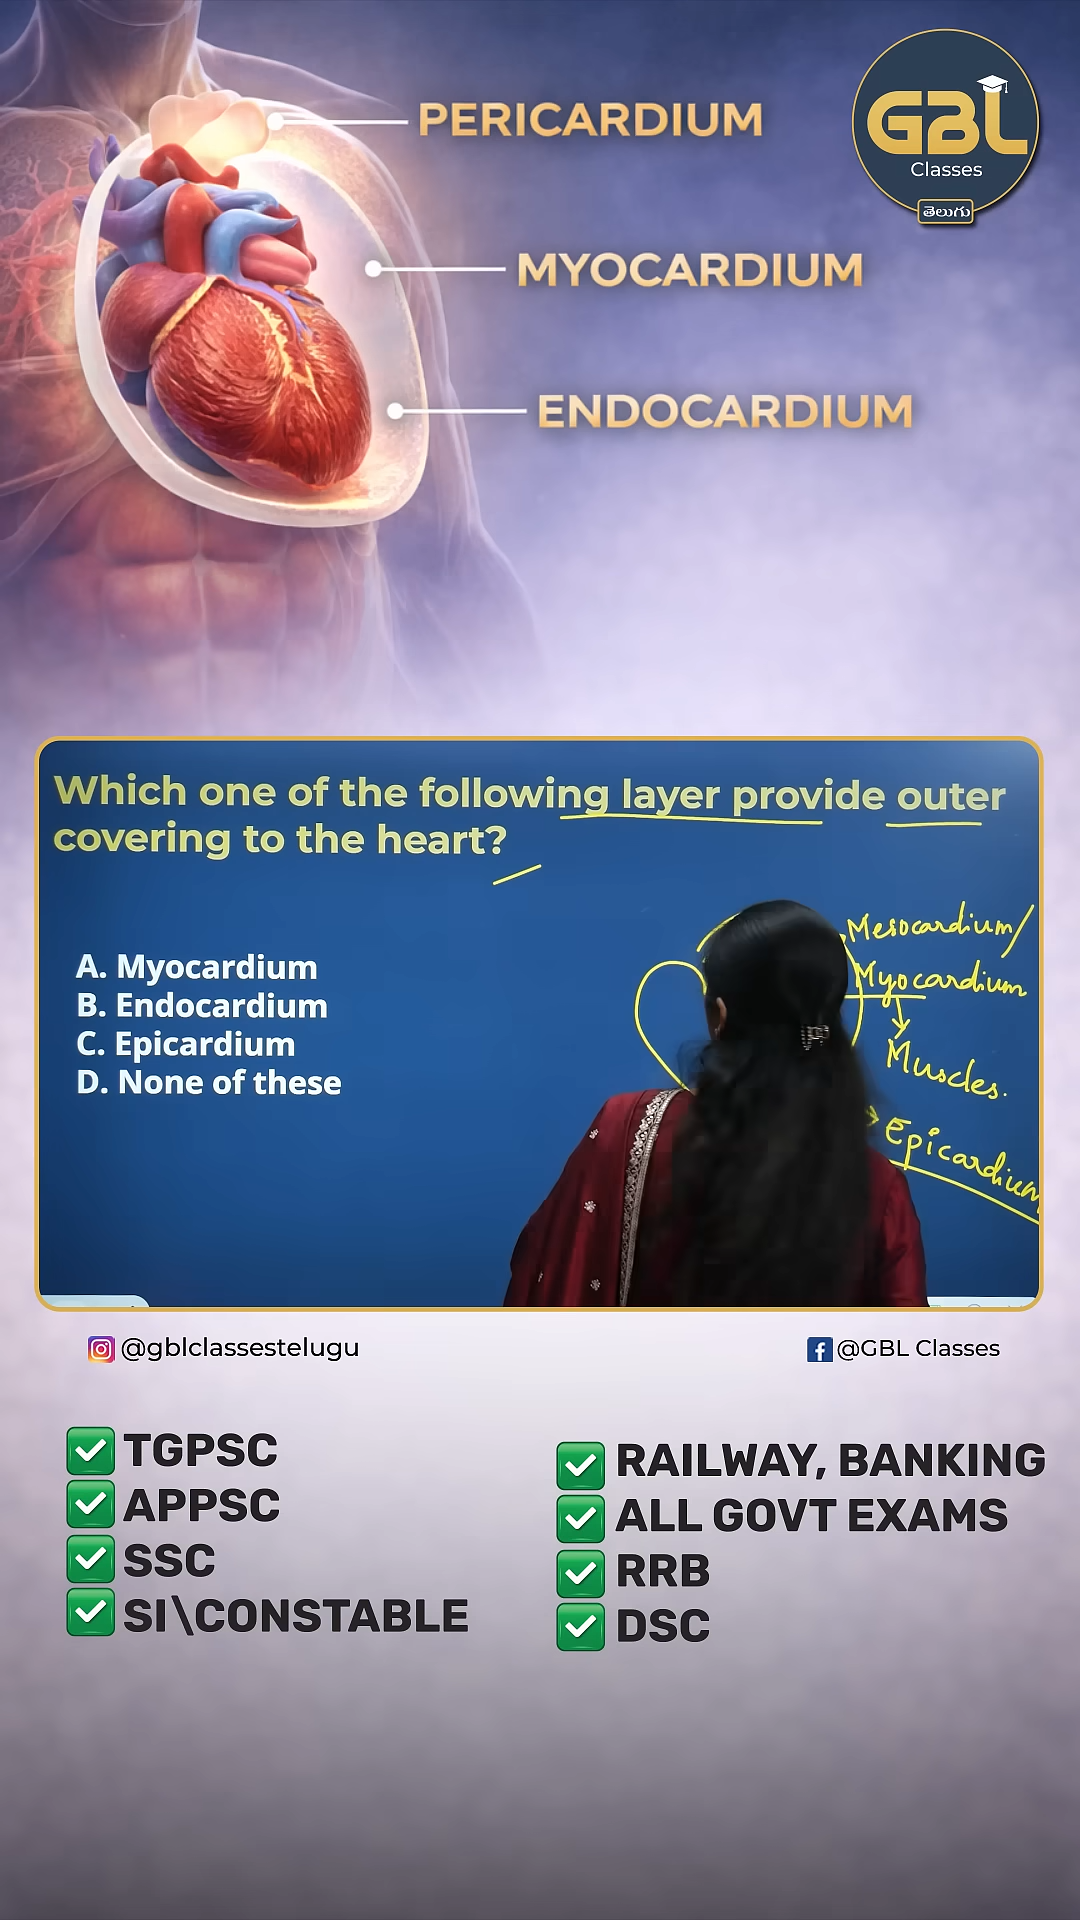 PERICARDIUM
GBL
Classes
తెలుగు
MYOCARDIUM
ENDOCARDIUM
Which one of the following layer provide outer
covering to the heart?
A. Myocardium
B. Endocardium
C. Epicardium
D. None of these
Mesocardium/
Myocardium
Muscles.
Epicardium
@gblclassestelugu
@GBL Classes
TGPSC
APPSC
SSC
SI\CONSTABLE
RAILWAY, BANKING
ALL GOVT EXAMS
RRB
DSC